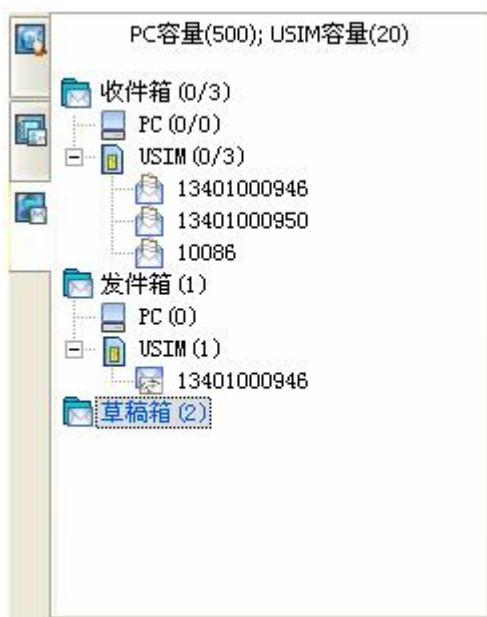 PC容量(500); USIM容量(20)
收件箱(0/3)
PC(0/0)
USIM(0/3)
13401000946
13401000950
10086
发件箱(1)
PC(0)
USIM(1)
13401000946
草稿箱(2)